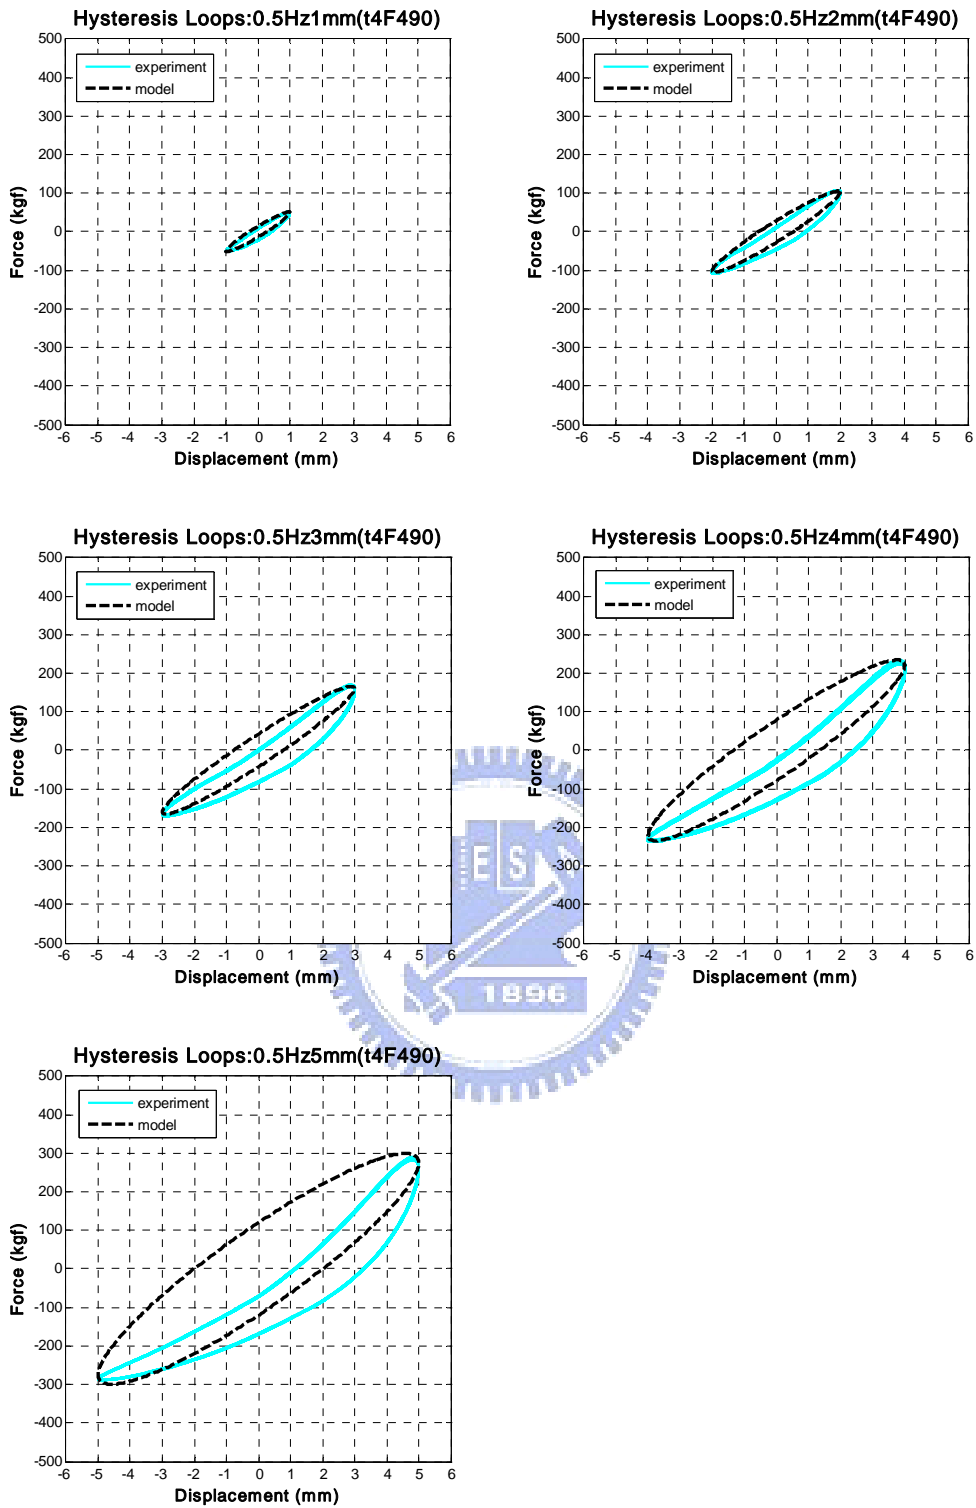 Hysteresis Loops:0.5Hz1mm(t4F490)
500
400
300
200
100
0
-100
-200
-300
-400
-500
Force (kgf)
experiment
model
-6 -5 -4 -3 -2 -1 0 1 2 3 4 5 6
Displacement (mm)
Hysteresis Loops:0.5Hz2mm(t4F490)
500
400
300
200
100
0
-100
-200
-300
-400
-500
Force (kgf)
experiment
model
-6 -5 -4 -3 -2 -1 0 1 2 3 4 5 6
Displacement (mm)
Hysteresis Loops:0.5Hz3mm(t4F490)
500
400
300
200
100
0
-100
-200
-300
-400
-500
Force (kgf)
experiment
model
-6 -5 -4 -3 -2 -1 0 1 2 3 4 5 6
Displacement (mm)
Hysteresis Loops:0.5Hz4mm(t4F490)
500
400
300
200
100
0
-100
-200
-300
-400
-500
Force (kgf)
experiment
model
-6 -5 -4 -3 -2 -1 0 1 2 3 4 5 6
Displacement (mm)
ES
1896
Hysteresis Loops:0.5Hz5mm(t4F490)
500
400
300
200
100
0
-100
-200
-300
-400
-500
Force (kgf)
experiment
model
-6 -5 -4 -3 -2 -1 0 1 2 3 4 5 6
Displacement (mm)